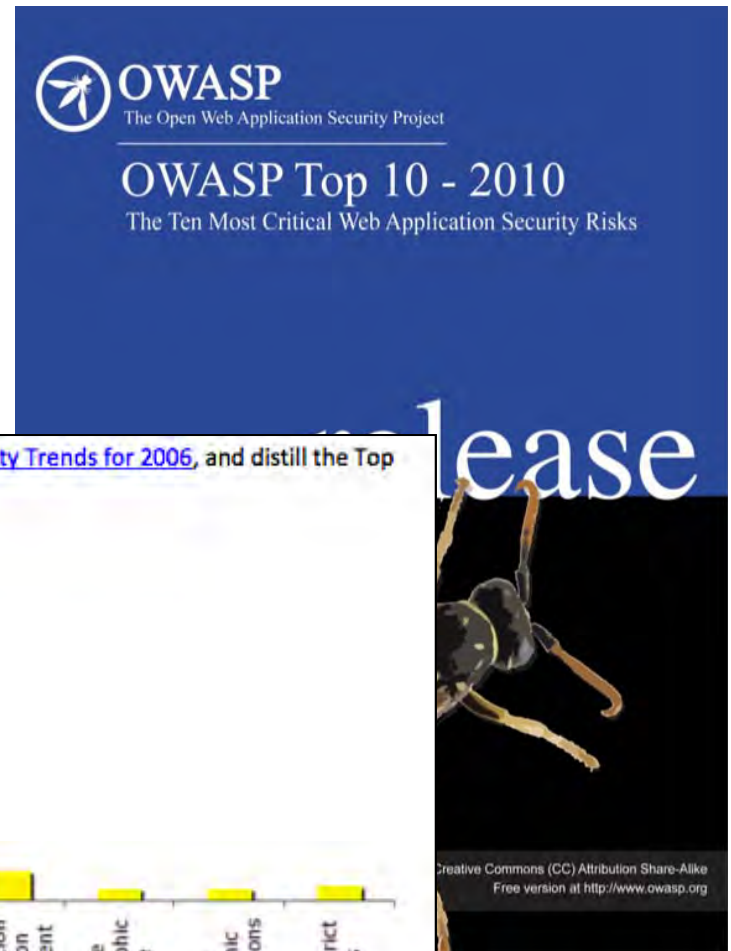 OWASP
The Open Web Application Security Project
OWASP Top 10 - 2010
The Ten Most Critical Web Application Security Risks
lease
ty Trends for 2006, and distill the Top
Creative Commons (CC) Attribution Share-Alike
Free version at http://www.owasp.org